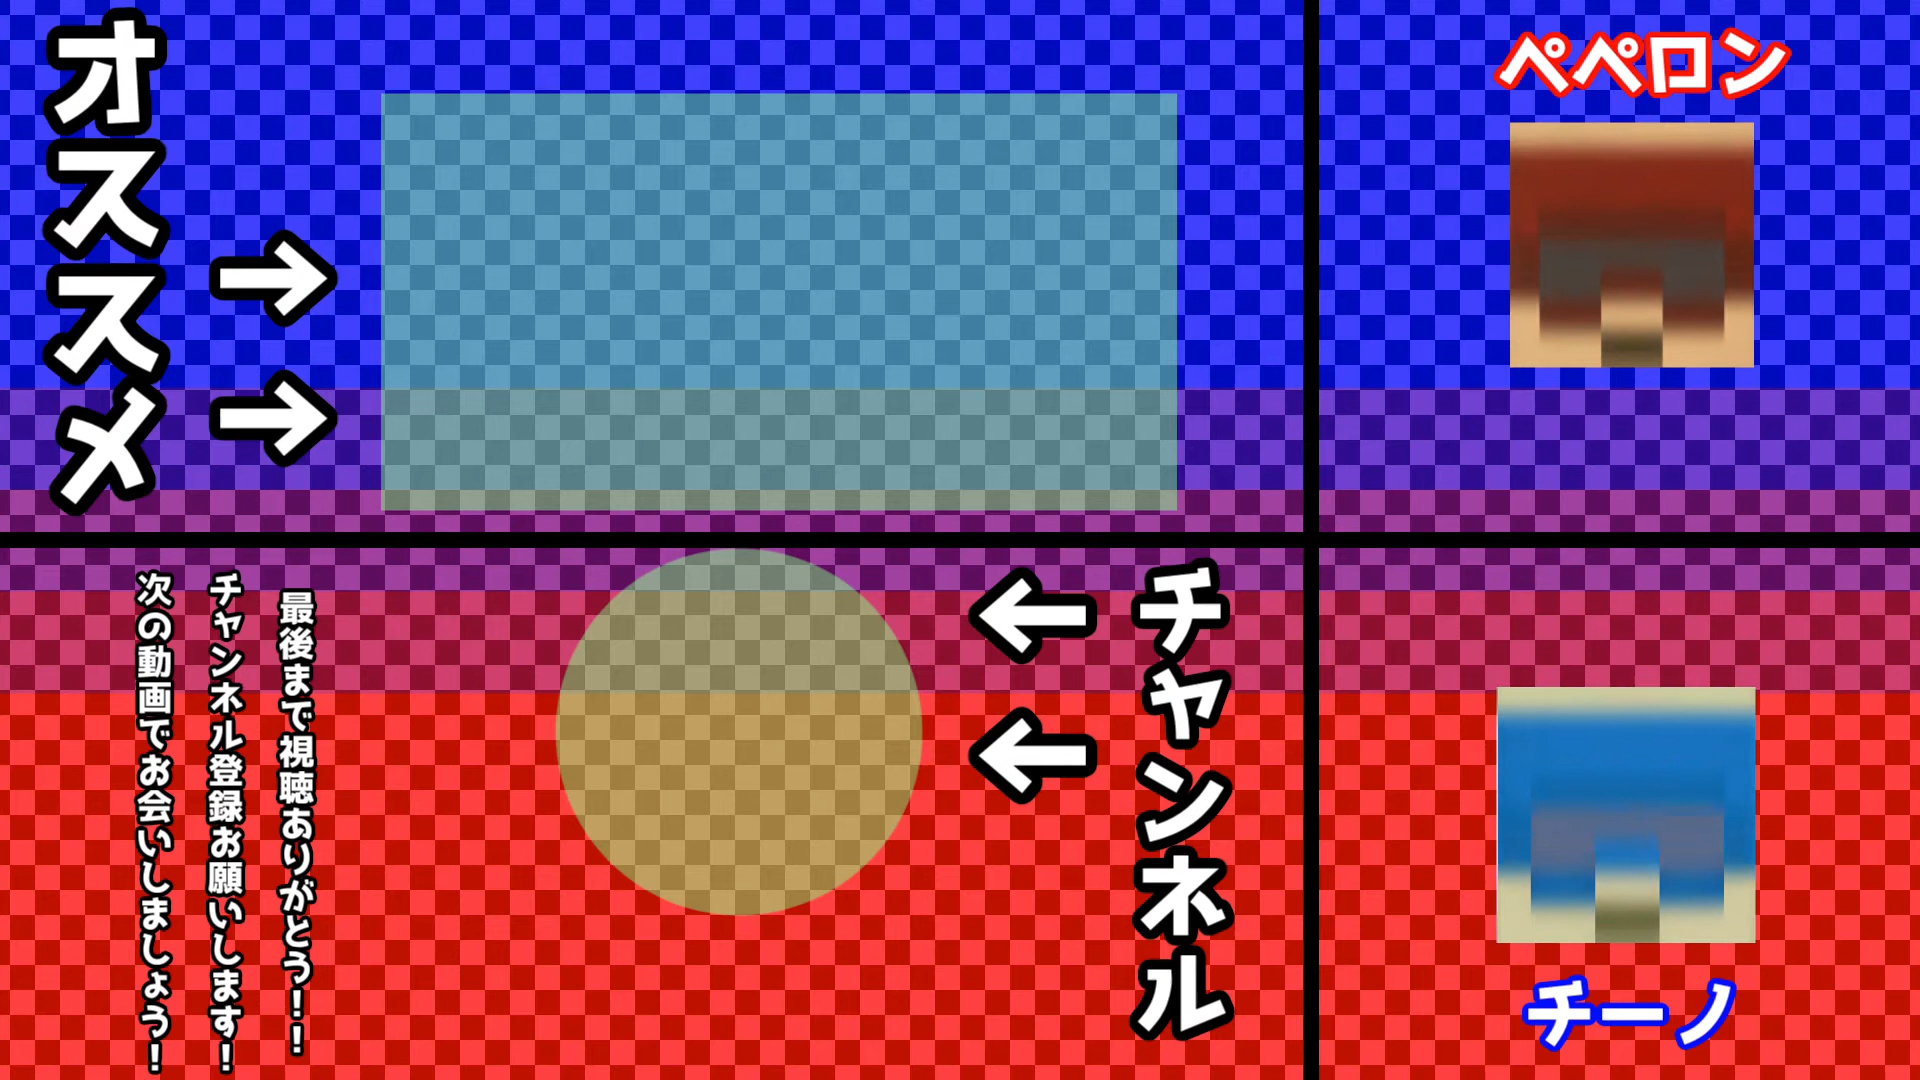 オススメ
→
→
ペペロン
チャンネル
←
←
最後まで視聴ありがとう！！
チャンネル登録お願いします！
次の動画でお会いしましょう！
チーノ